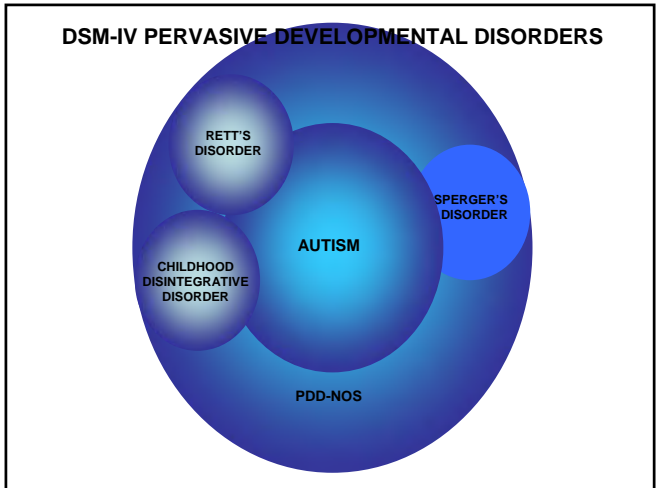 DSM-IV PERVASIVE DEVELOPMENTAL DISORDERS
RETT'S
DISORDER
SPERGER'S
DISORDER
AUTISM
CHILDHOOD
DISINTEGRATIVE
DISORDER
PDD-NOS